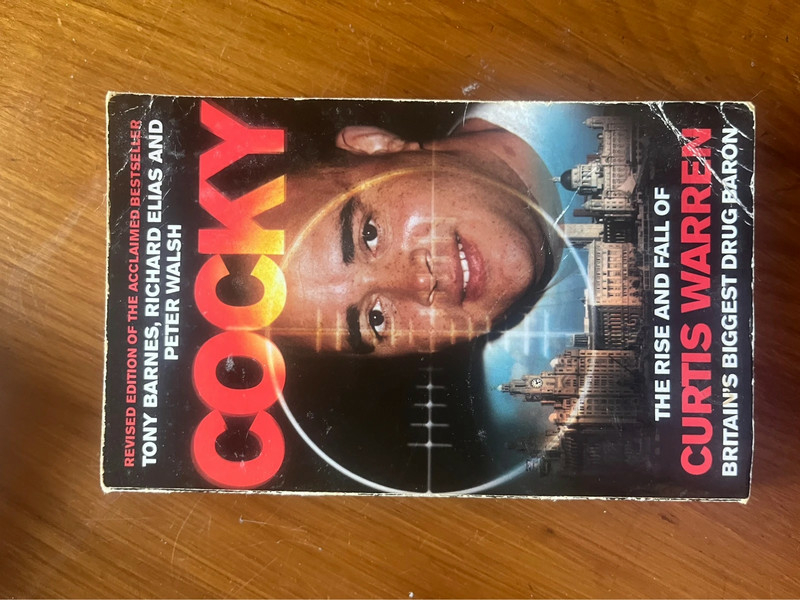 REVISED EDITION OF THE ACCLAIMED BESTSELLER
TONY BARNES, RICHARD ELIAS AND
PETER WALSH
COCKY
THE RISE AND FALL OF
CURTIS WARREN
BRITAIN'S BIGGEST DRUG BARON